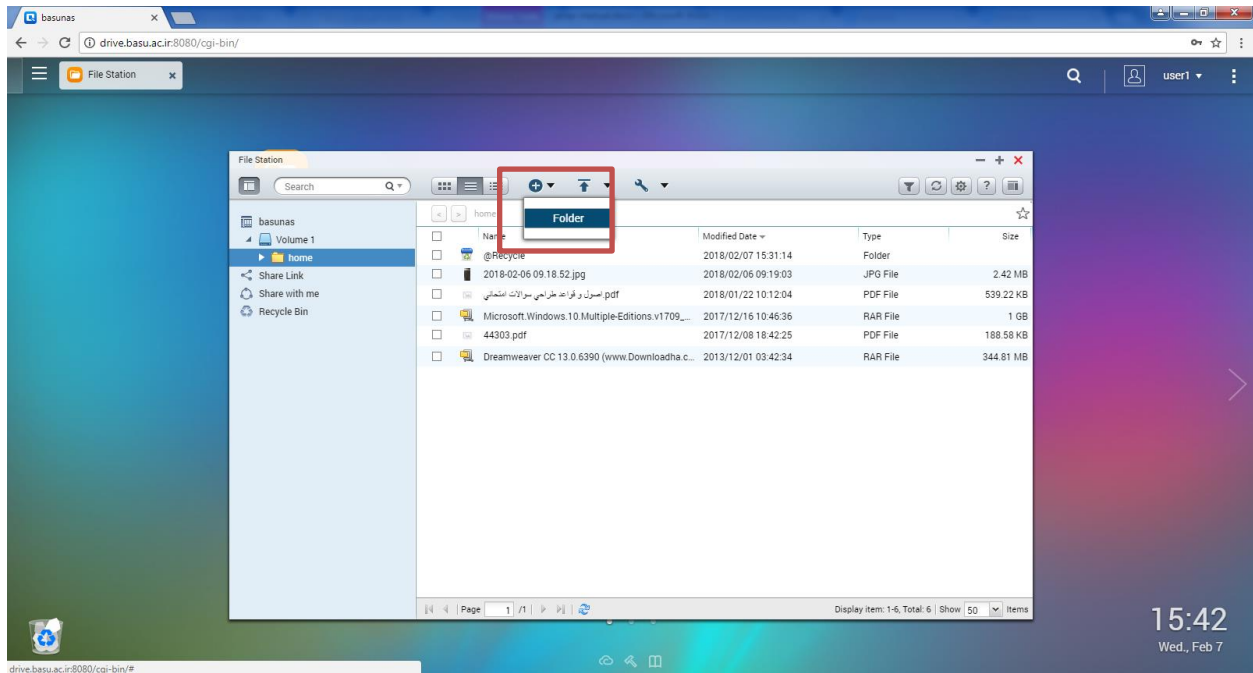 basunas
drive.basu.ac.ir:8080/cgi-bin/
File Station
user1
File Station
Search
basunas
Volume 1
home
Share Link
Share with me
Recycle Bin
home
Folder
Name Modified Date Type Size
@Recycle 2018/02/07 15:31:14 Folder
2018-02-06 09.18.52.jpg 2018/02/06 09:19:03 JPG File 2.42 MB
اصول و قواعد طراحي سوالات امتحاني.pdf 2018/01/22 10:12:04 PDF File 539.22 KB
Microsoft.Windows.10.Multiple-Editions.v1709_... 2017/12/16 10:46:36 RAR File 1 GB
44303.pdf 2017/12/08 18:42:25 PDF File 188.58 KB
Dreamweaver CC 13.0.6390 (www.Downloadha.c... 2013/12/01 03:42:34 RAR File 344.81 MB
Page 1 /1 Display item: 1-6, Total: 6 | Show 50 Items
15:42
Wed., Feb 7
drive.basu.ac.ir:8080/cgi-bin/#